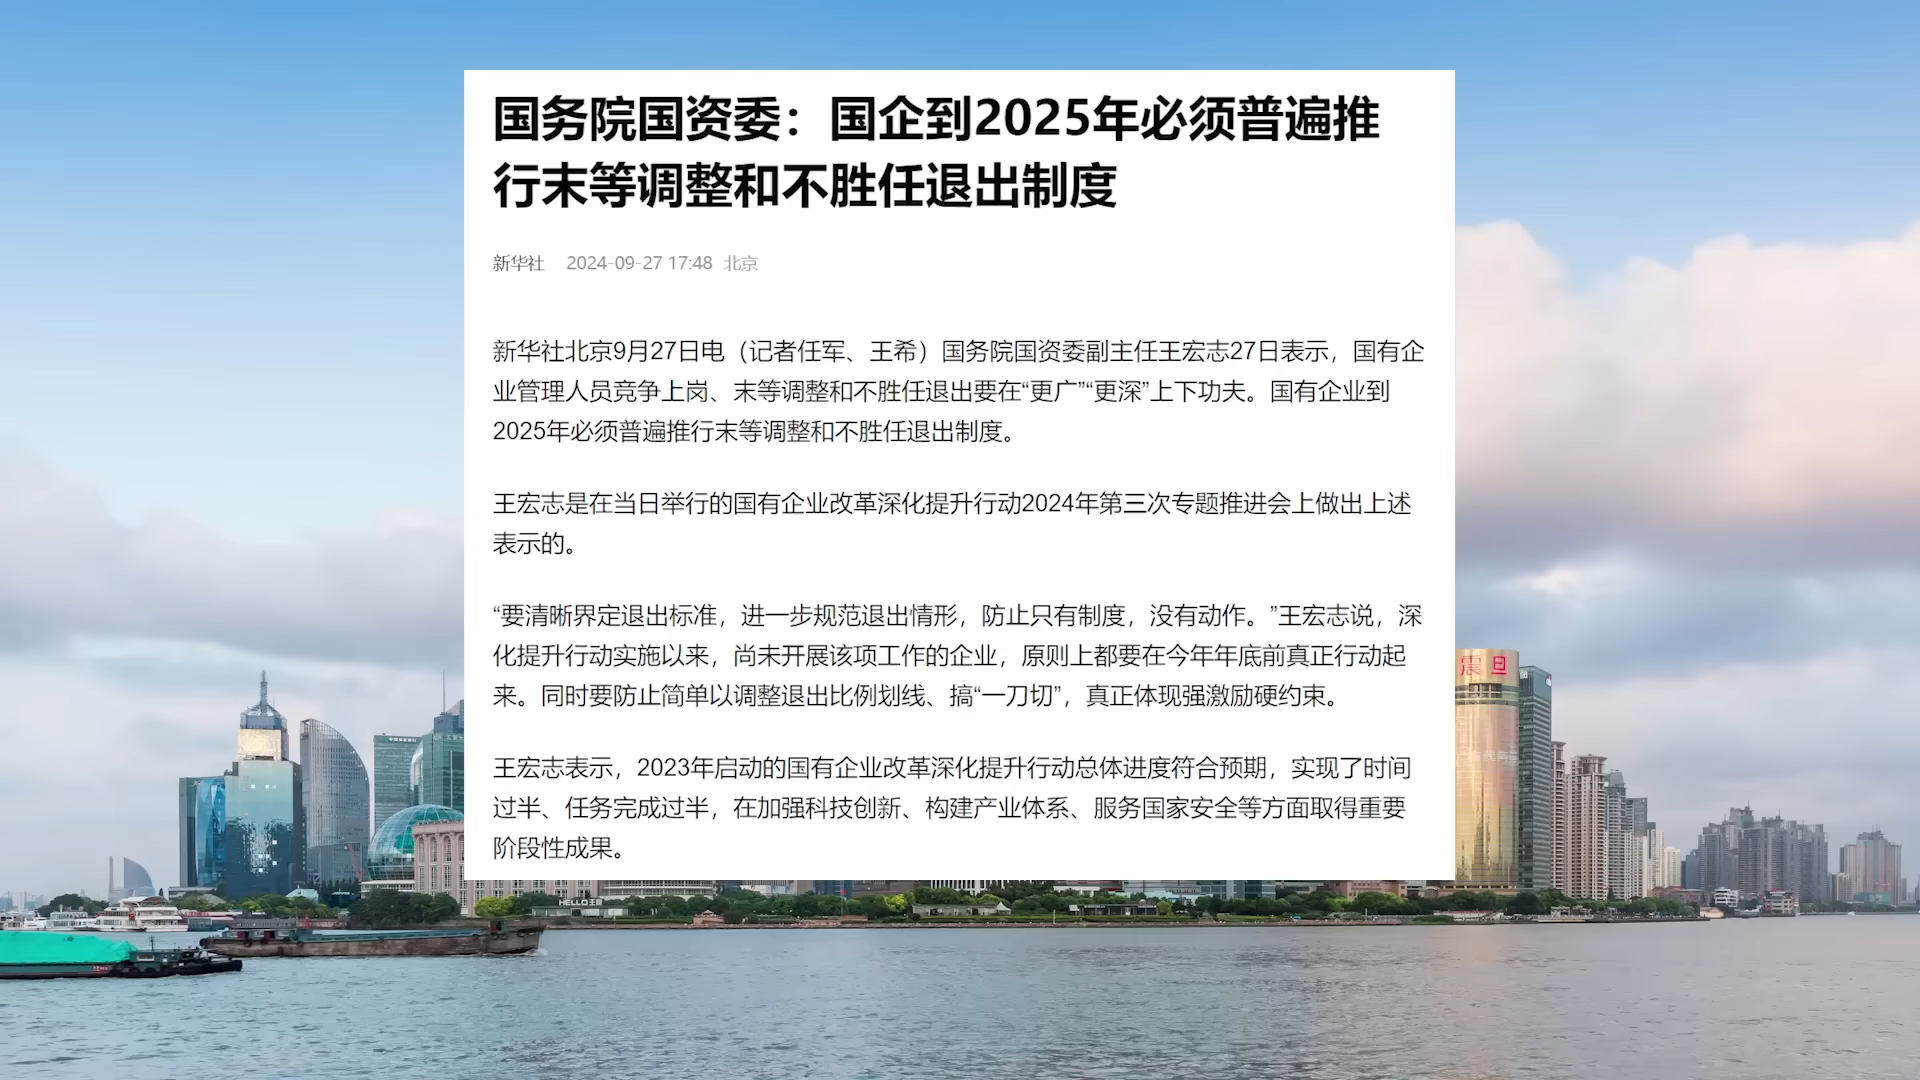 国务院国资委：国企到2025年必须普遍推
行末等调整和不胜任退出制度
新华社 2024-09-27 17:48 北京
新华社北京9月27日电（记者任军、王希）国务院国资委副主任王宏志27日表示，国有企
业管理人员竞争上岗、末等调整和不胜任退出要在“更广”“更深”上下功夫。国有企业到
2025年必须普遍推行末等调整和不胜任退出制度。
王宏志是在当日举行的国有企业改革深化提升行动2024年第三次专题推进会上做出上述
表示的。
“要清晰界定退出标准，进一步规范退出情形，防止只有制度，没有动作。”王宏志说，深
化提升行动实施以来，尚未开展该项工作的企业，原则上都要在今年年底前真正行动起
来。同时要防止简单以调整退出比例划线、搞“一刀切”，真正体现强激励硬约束。
王宏志表示，2023年启动的国有企业改革深化提升行动总体进度符合预期，实现了时间
过半、任务完成过半，在加强科技创新、构建产业体系、服务国家安全等方面取得重要
阶段性成果。
震旦
HELLO